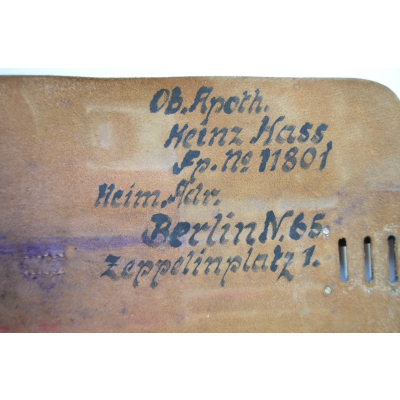 Ob. Apoth.
Heinz Hass
Fp. No 11801
Heim. Adr.
Berlin N. 65.
Zeppelinplatz 1.